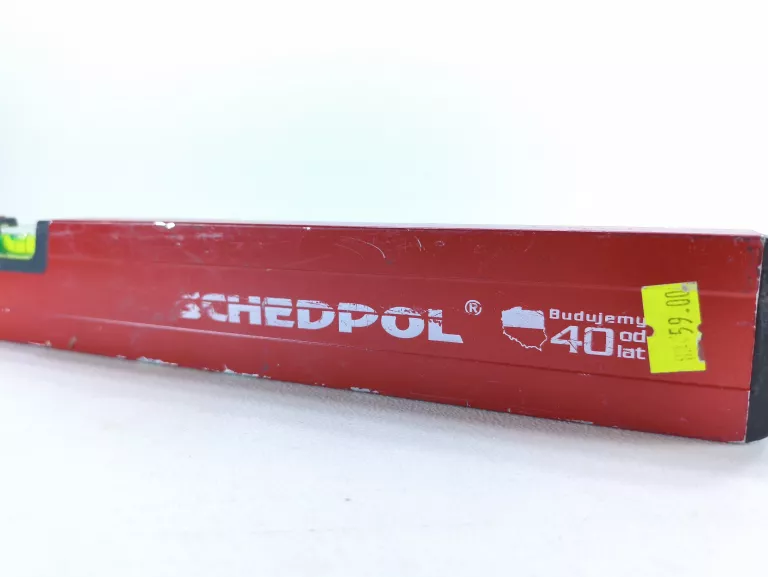 SCHEDPOL®
Budujemy
40 od
lat
59.00